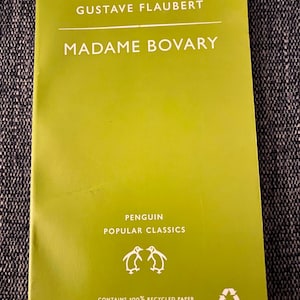 GUSTAVE FLAUBERT
MADAME BOVARY
PENGUIN
POPULAR CLASSICS
CONTAINS 100% RECYCLED PAPER